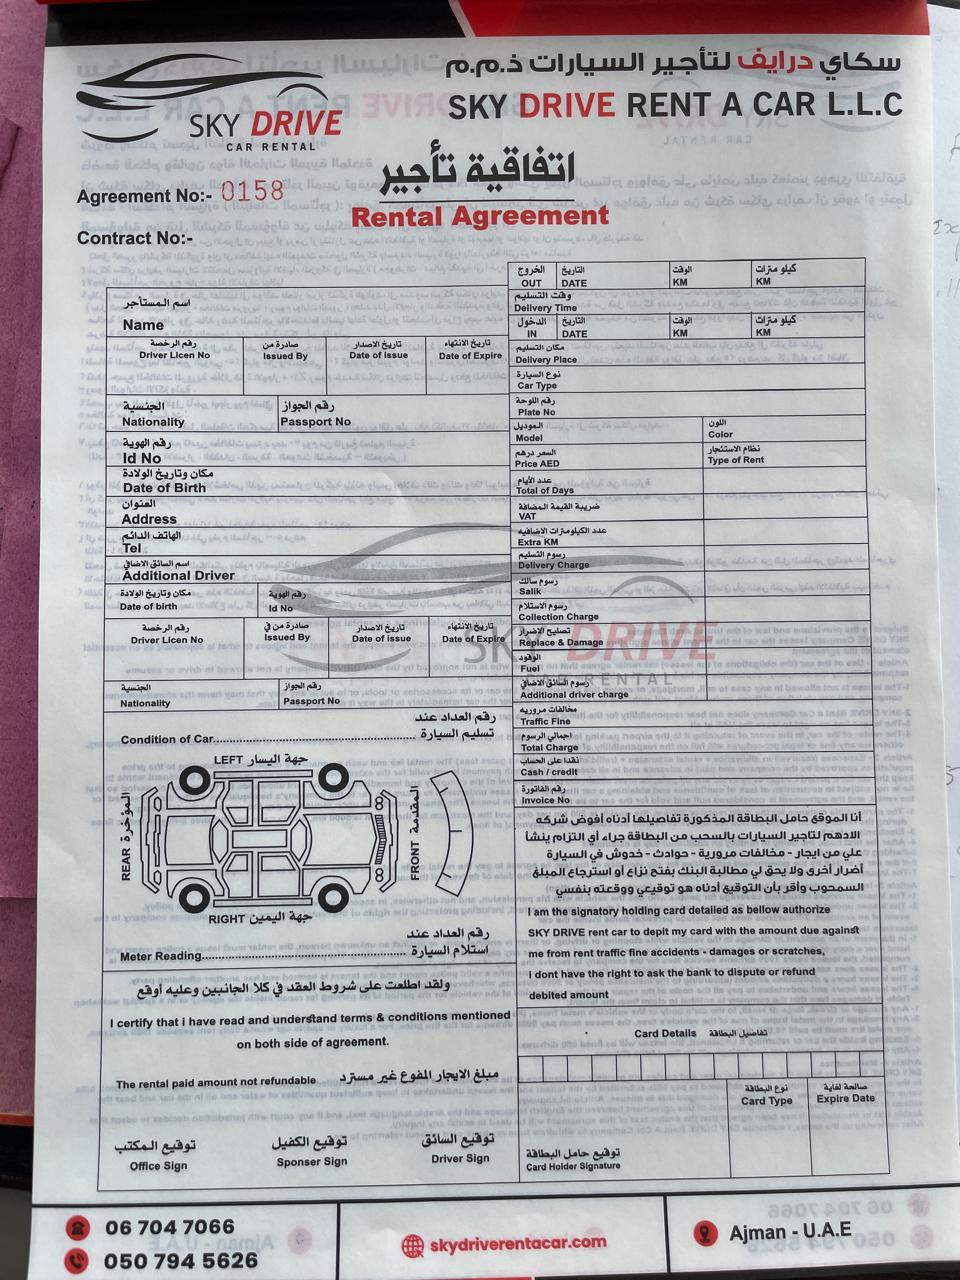 سكاي درايف لتأجير السيارات ذ.م.م
SKY DRIVE RENT A CAR L.L.C
SKY DRIVE
CAR RENTAL
اتفاقية تأجير
Rental Agreement
Agreement No:- 0158
Contract No:-
اسم المستأجر
Name
رقم الرخصة صادرة من تاريخ الاصدار تاريخ الانتهاء
Driver Licen No Issued By Date of issue Date of Expire
الجنسية رقم الجواز
Nationality Passport No
رقم الهوية
Id No
مكان وتاريخ الولادة
Date of Birth
العنوان
Address
الهاتف الدائم
Tel
اسم السائق الاضافي
Additional Driver
مكان وتاريخ الولادة رقم الهوية
Date of birth Id No
رقم الرخصة صادرة من في تاريخ الاصدار تاريخ الانتهاء
Driver Licen No Issued By Date of issue Date of Expire
الجنسية رقم الجواز
Nationality Passport No
رقم العداد عند
Condition of Car................................................ تسليم السيارة
LEFT جهة اليسار
المؤخرة REAR
المقدمة FRONT
RIGHT جهة اليمين
رقم العداد عند
Meter Reading................................................ استلام السيارة
ولقد اطلعت على شروط العقد في كلا الجانبين وعليه أوقع
I certify that i have read and understand terms & conditions mentioned
on both side of agreement.
The rental paid amount not refundable مبلغ الايجار المفوع غير مسترد
توقيع المكتب توقيع الكفيل توقيع السائق
Office Sign Sponser Sign Driver Sign
الخروج التاريخ الوقت كيلو مترات
OUT DATE KM KM
وقت التسليم
Delivery Time
الدخول التاريخ الوقت كيلو مترات
IN DATE KM KM
مكان التسليم
Delivery Place
نوع السيارة
Car Type
رقم اللوحة
Plate No
الموديل اللون
Model Color
السعر درهم نظام الاستئجار
Price AED Type of Rent
عدد الأيام
Total of Days
ضريبة القيمة المضافة
VAT
عدد الكيلومترات الاضافيه
Extra KM
رسوم التسليم
Delivery Charge
رسوم سالك
Salik
رسوم الاستلام
Collection Charge
تصليح الاضرار
Replace & Damage
الوقود
Fuel
رسوم السائق الاضافي
Additional driver charge
مخالفات مروريه
Traffic Fine
اجمالي الرسوم
Total Charge
نقدا على الحساب
Cash / credit
رقم الفاتورة
Invoice No
SKY DRIVE
RENTAL
أنا الموقع حامل البطاقة المذكورة تفاصيلها أدناه أفوض شركه
الادهم لتاجير السيارات بالسحب من البطاقة جراء أي التزام ينشأ
علي من ايجار - مخالفات مرورية - حوادث - خدوش في السيارة
أضرار أخرى ولا يحق لي مطالبة البنك بفتح نزاع أو استرجاع المبلغ
السمحوب وأقر بأن التوقيع أدناه هو توقيعي ووقعته بنفسي
I am the signatory holding card detailed as bellow authorize
SKY DRIVE rent car to depit my card with the amount due against
me from rent traffic fine accidents - damages or scratches,
i dont have the right to ask the bank to dispute or refund
debited amount
Card Details تفاصيل البطاقة
نوع البطاقة صالحة لغاية
Card Type Expire Date
توقيع حامل البطاقة
Card Holder Signature
06 704 7066
050 794 5626
skydriverentacar.com
Ajman - U.A.E